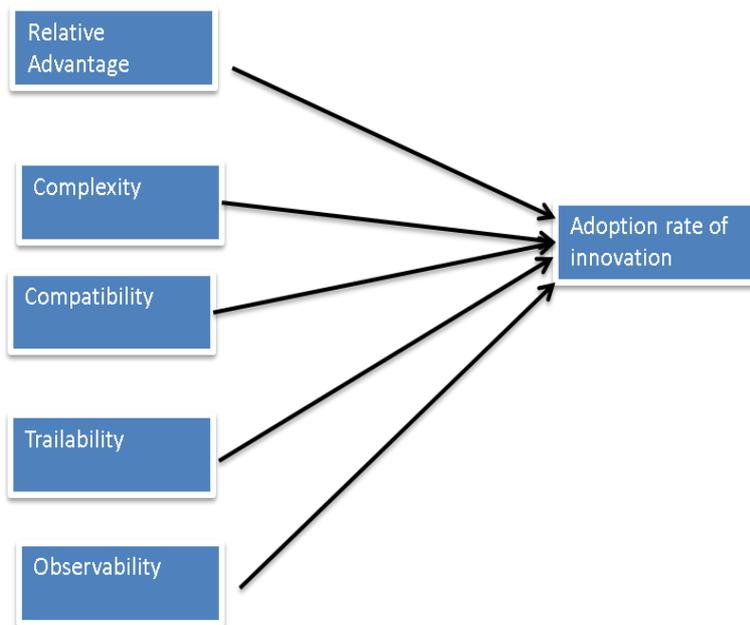 Relative
Advantage
Complexity
Adoption rate of
innovation
Compatibility
Trailability
Observability